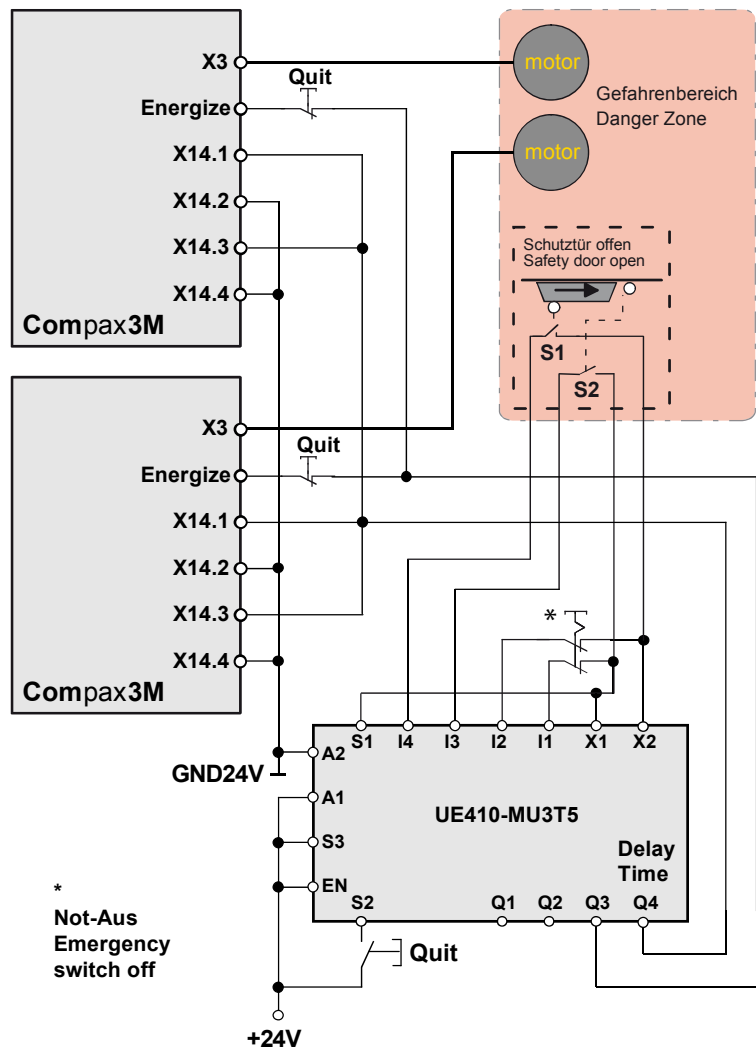 X3
Energize
X14.1
X14.2
X14.3
X14.4
Compax3M
Quit
motor
motor
Gefahrenbereich
Danger Zone
Schutztür offen
Safety door open
S1
S2
X3
Energize
X14.1
X14.2
X14.3
X14.4
Compax3M
Quit
*
S1 I4 I3 I2 I1 X1 X2
A2
GND24V
A1
S3
EN
UE410-MU3T5
Delay
Time
S2 Q1 Q2 Q3 Q4
*
Not-Aus
Emergency
switch off
Quit
+24V